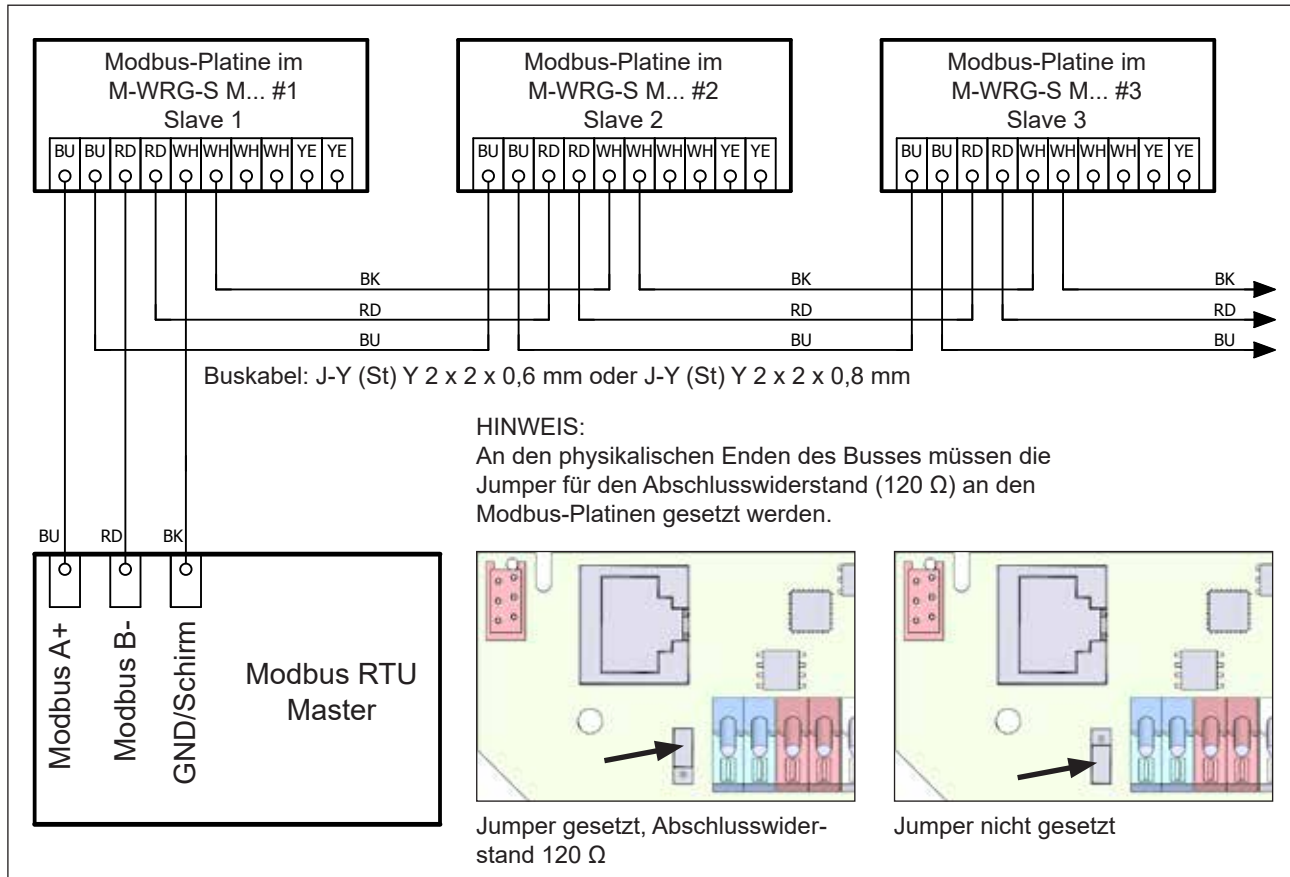 Modbus-Platine im
M-WRG-S M... #1
Slave 1
BU BU RD RD WH WH WH WH YE YE
Modbus-Platine im
M-WRG-S M... #2
Slave 2
BU BU RD RD WH WH WH WH YE YE
Modbus-Platine im
M-WRG-S M... #3
Slave 3
BU BU RD RD WH WH WH WH YE YE
BK BK BK
RD RD RD
BU BU BU
Buskabel: J-Y (St) Y 2 x 2 x 0,6 mm oder J-Y (St) Y 2 x 2 x 0,8 mm
HINWEIS:
An den physikalischen Enden des Busses müssen die
Jumper für den Abschlusswiderstand (120 Ω) an den
Modbus-Platinen gesetzt werden.
BU RD BK
Modbus A+
Modbus B-
GND/Schirm
Modbus RTU
Master
Jumper gesetzt, Abschlusswider-
stand 120 Ω
Jumper nicht gesetzt